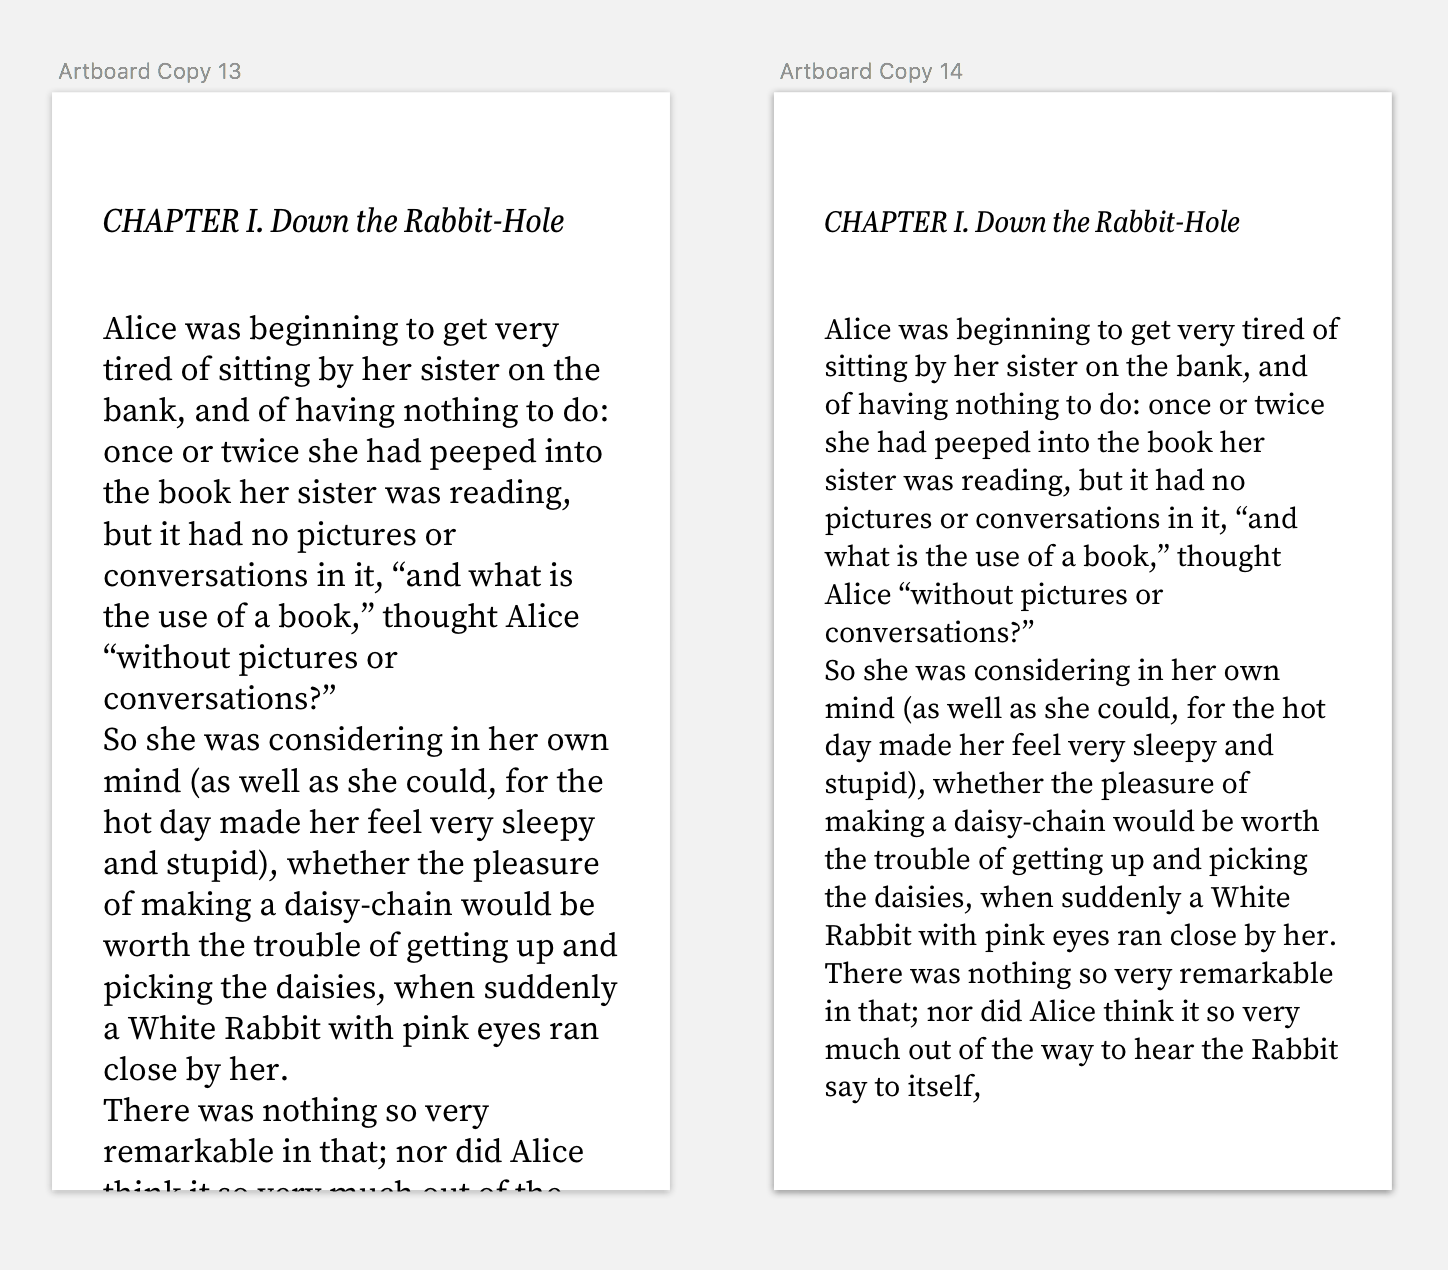 Artboard Copy 13
CHAPTER I. Down the Rabbit-Hole
Alice was beginning to get very
tired of sitting by her sister on the
bank, and of having nothing to do:
once or twice she had peeped into
the book her sister was reading,
but it had no pictures or
conversations in it, “and what is
the use of a book,” thought Alice
“without pictures or
conversations?”
So she was considering in her own
mind (as well as she could, for the
hot day made her feel very sleepy
and stupid), whether the pleasure
of making a daisy-chain would be
worth the trouble of getting up and
picking the daisies, when suddenly
a White Rabbit with pink eyes ran
close by her.
There was nothing so very
remarkable in that; nor did Alice
think it so very much out of the
Artboard Copy 14
CHAPTER I. Down the Rabbit-Hole
Alice was beginning to get very tired of
sitting by her sister on the bank, and
of having nothing to do: once or twice
she had peeped into the book her
sister was reading, but it had no
pictures or conversations in it, “and
what is the use of a book,” thought
Alice “without pictures or
conversations?”
So she was considering in her own
mind (as well as she could, for the hot
day made her feel very sleepy and
stupid), whether the pleasure of
making a daisy-chain would be worth
the trouble of getting up and picking
the daisies, when suddenly a White
Rabbit with pink eyes ran close by her.
There was nothing so very remarkable
in that; nor did Alice think it so very
much out of the way to hear the Rabbit
say to itself,